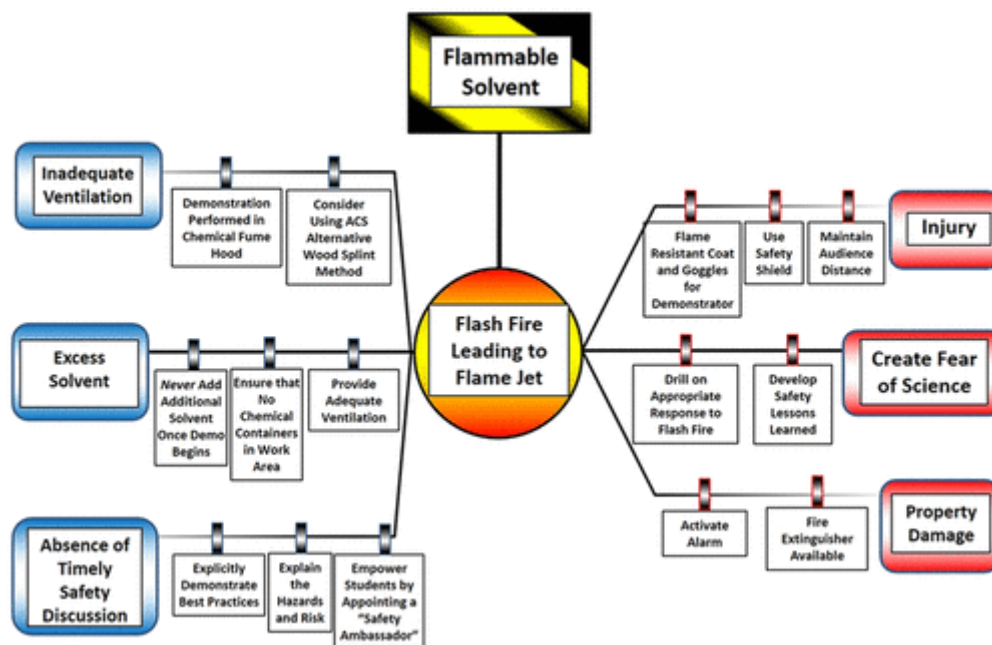 Flammable
Solvent
Inadequate
Ventilation
Demonstration
Performed in
Chemical Fume
Hood
Consider
Using ACS
Alternative
Wood Splint
Method
Excess
Solvent
Never Add
Additional
Solvent
Once Demo
Begins
Ensure that
No
Chemical
Containers
in Work
Area
Provide
Adequate
Ventilation
Absence of
Timely
Safety
Discussion
Explicitly
Demonstrate
Best Practices
Explain
the
Hazards
and Risk
Empower
Students by
Appointing a
“Safety
Ambassador”
Flash Fire
Leading to
Flame Jet
Flame
Resistant Coat
and Goggles
for
Demonstrator
Use
Safety
Shield
Maintain
Audience
Distance
Injury
Drill on
Appropriate
Response to
Flash Fire
Develop
Safety
Lessons
Learned
Create Fear
of Science
Activate
Alarm
Fire
Extinguisher
Available
Property
Damage